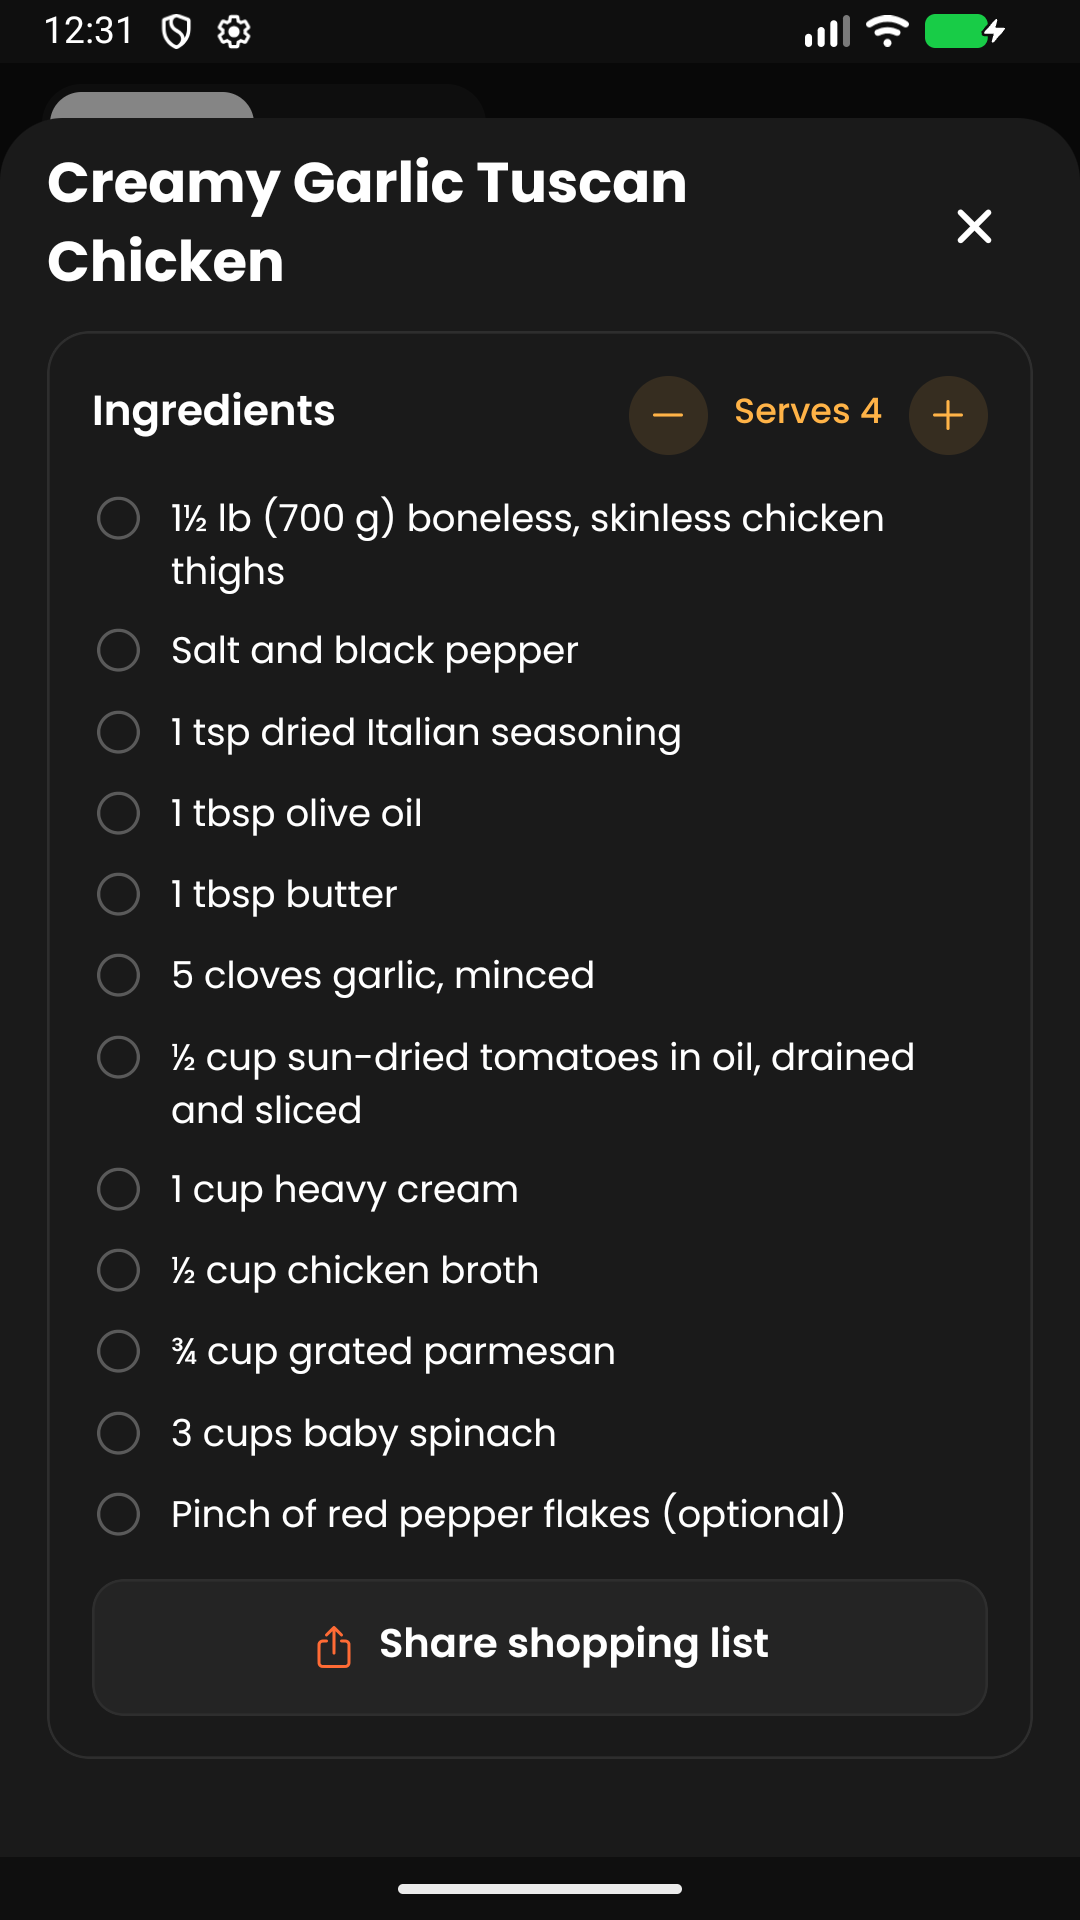 12:31
Creamy Garlic Tuscan
Chicken
Ingredients
Serves 4
1½ lb (700 g) boneless, skinless chicken
thighs
Salt and black pepper
1 tsp dried Italian seasoning
1 tbsp olive oil
1 tbsp butter
5 cloves garlic, minced
½ cup sun-dried tomatoes in oil, drained
and sliced
1 cup heavy cream
½ cup chicken broth
¾ cup grated parmesan
3 cups baby spinach
Pinch of red pepper flakes (optional)
Share shopping list